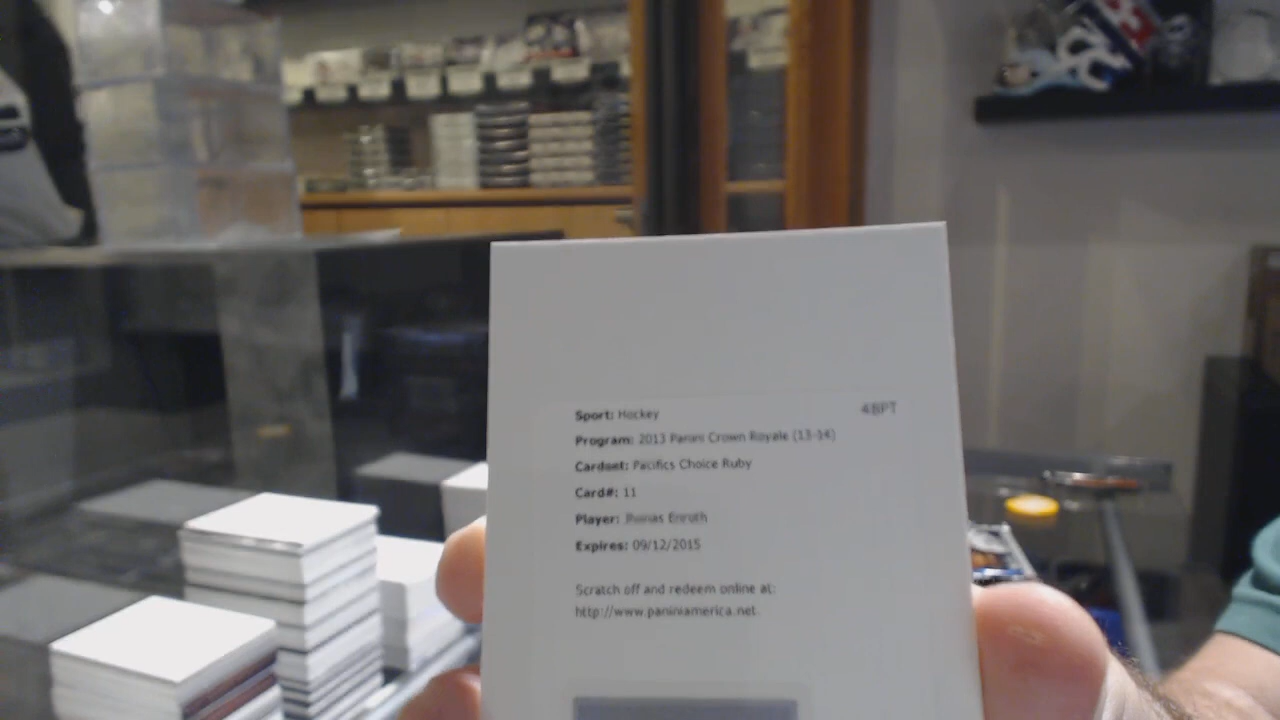 Sport: Hockey 48PT
Program: 2013 Panini Crown Royale (13-14)
Cardset: Pacifics Choice Ruby
Card#: 11
Player: Jhonas Enroth
Expires: 09/12/2015
Scratch off and redeem online at:
http://www.paniniamerica.net.